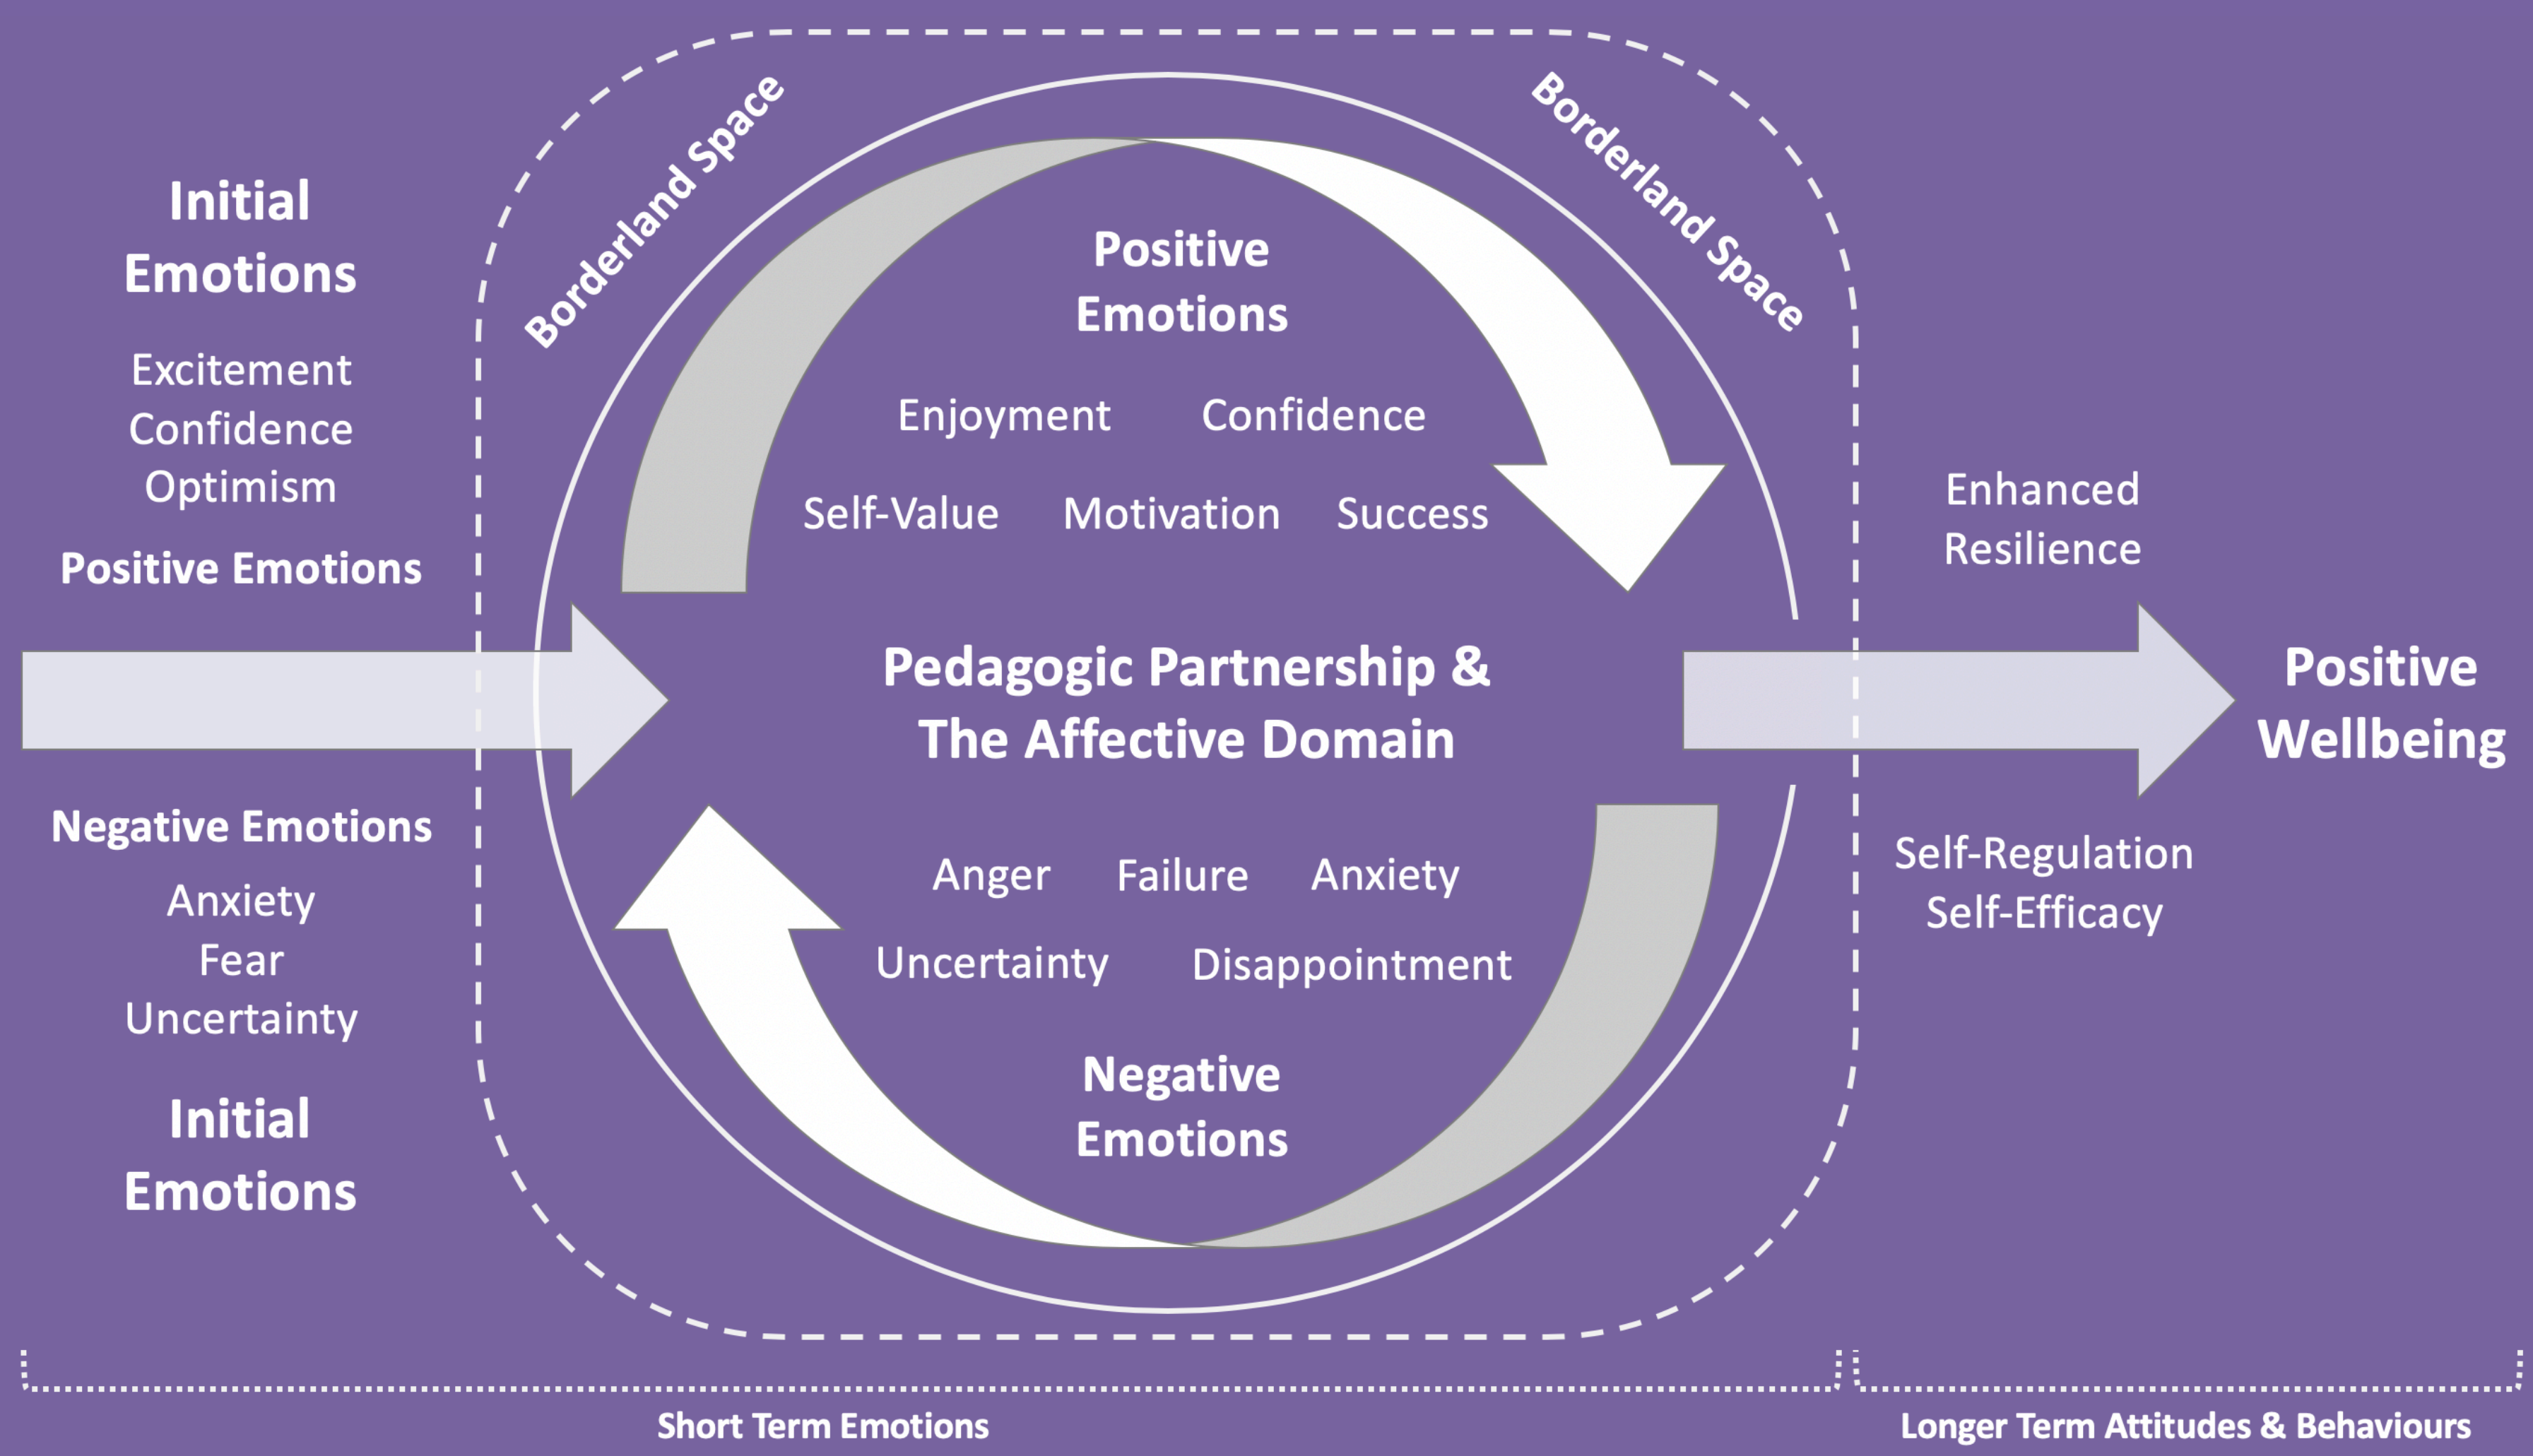 Borderland Space
Borderland Space
Initial
Emotions
Excitement
Confidence
Optimism
Positive Emotions
Negative Emotions
Anxiety
Fear
Uncertainty
Initial
Emotions
Positive
Emotions
Enjoyment Confidence
Self-Value Motivation Success
Pedagogic Partnership &
The Affective Domain
Anger Failure Anxiety
Uncertainty Disappointment
Negative
Emotions
Enhanced
Resilience
Positive
Wellbeing
Self-Regulation
Self-Efficacy
Short Term Emotions
Longer Term Attitudes & Behaviours